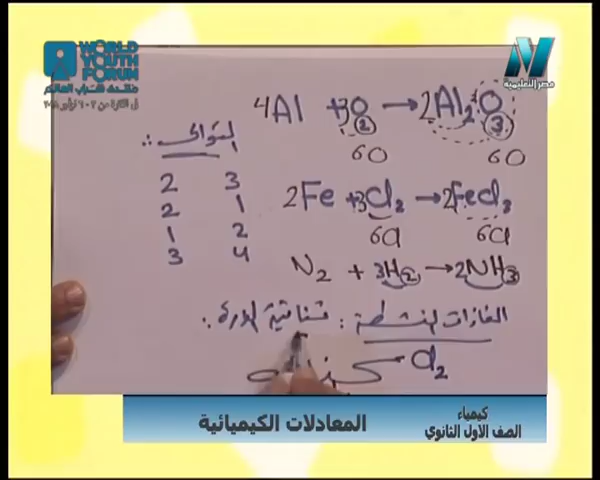 WORLD
YOUTH
FORUM
منتدى شباب العالم
مصر التعليمية
4Al + 3O2 → 2Al2O3
6O 6O
2Fe + 3Cl2 → 2FeCl3
6Cl 6Cl
N2 + 3H2 → 2NH3
التوالى
3 2
1 2
2 1
4 3
الغازات النشطة : ثنائية الذرة :
Cl2
كيمياء
الصف الاول الثانوي
المعادلات الكيميائية